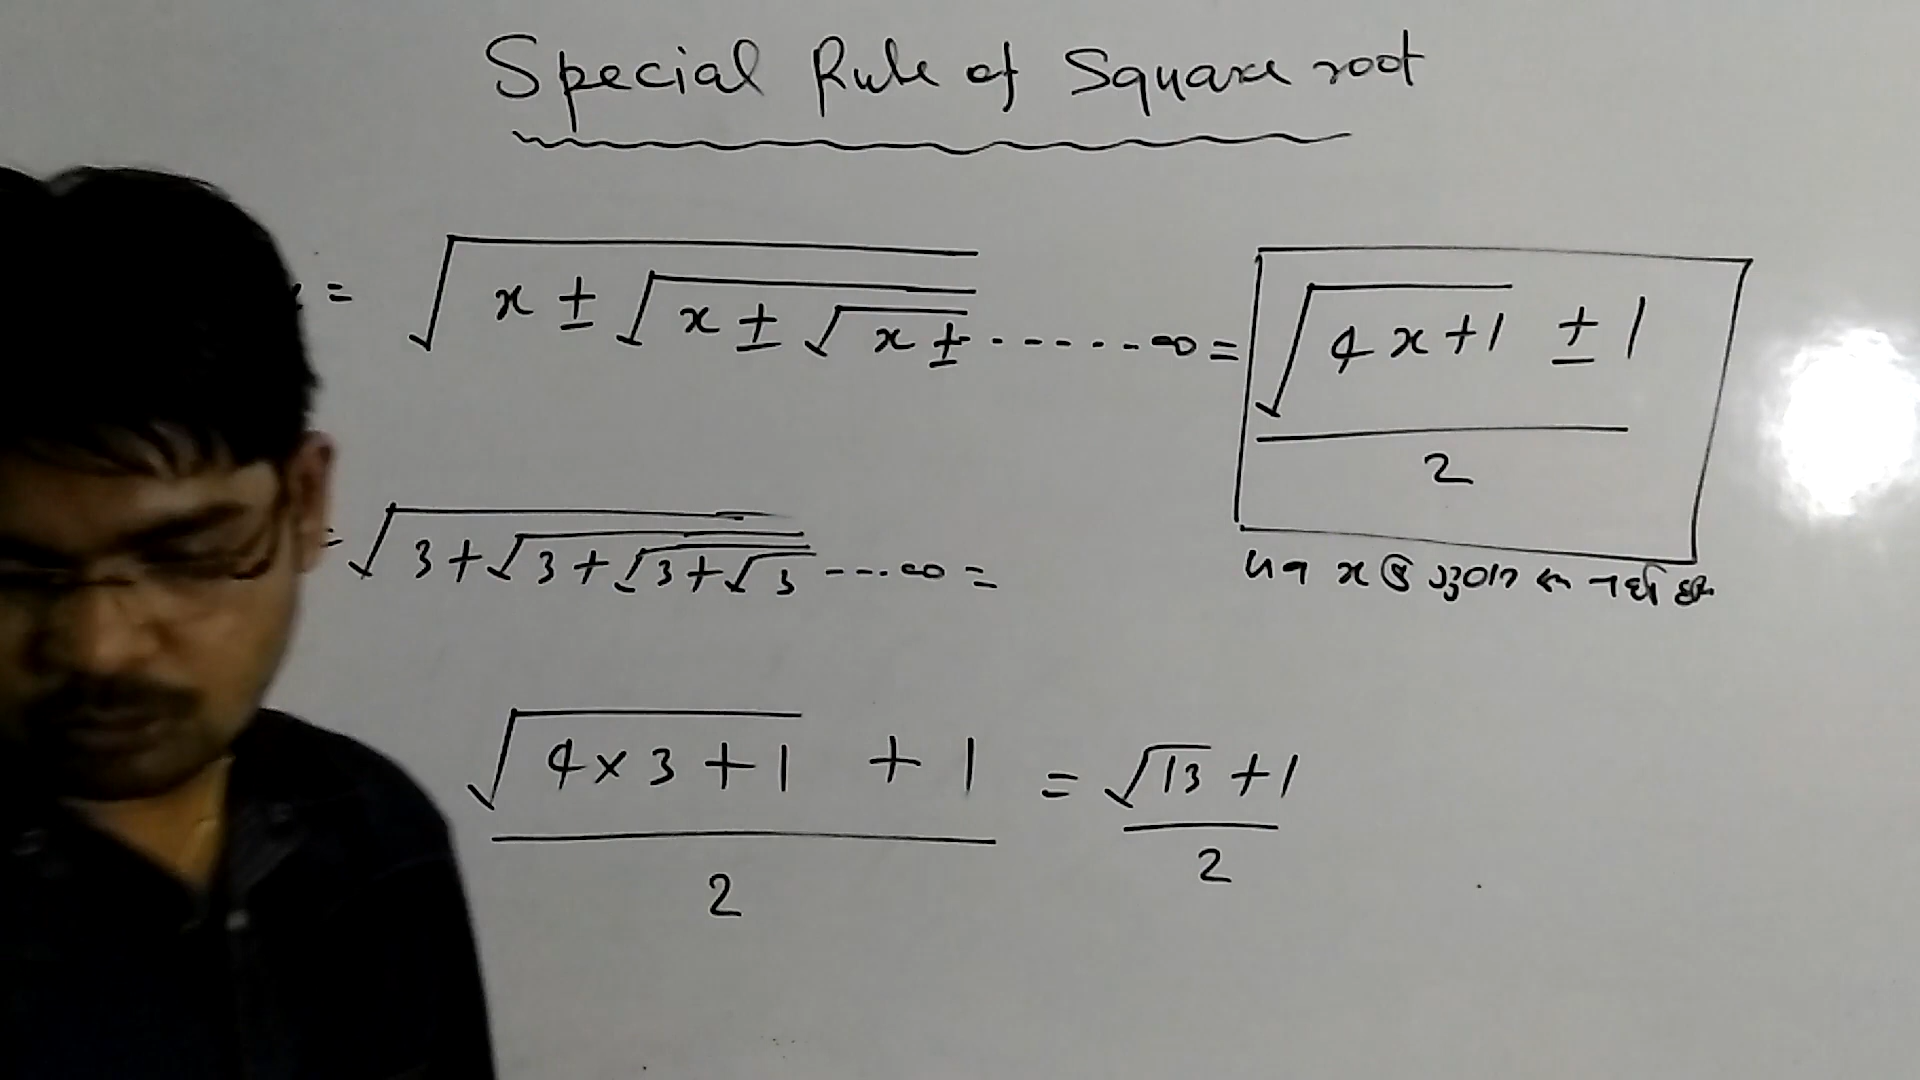 Special Rule of Square root
= √(x ± √(x ± √(x ± ------∞ = (√(4x+1) ± 1)/2
= √(3+√(3+√(3+√3 ---∞ =
x
(√(4×3+1) + 1)/2 = (√13 + 1)/2